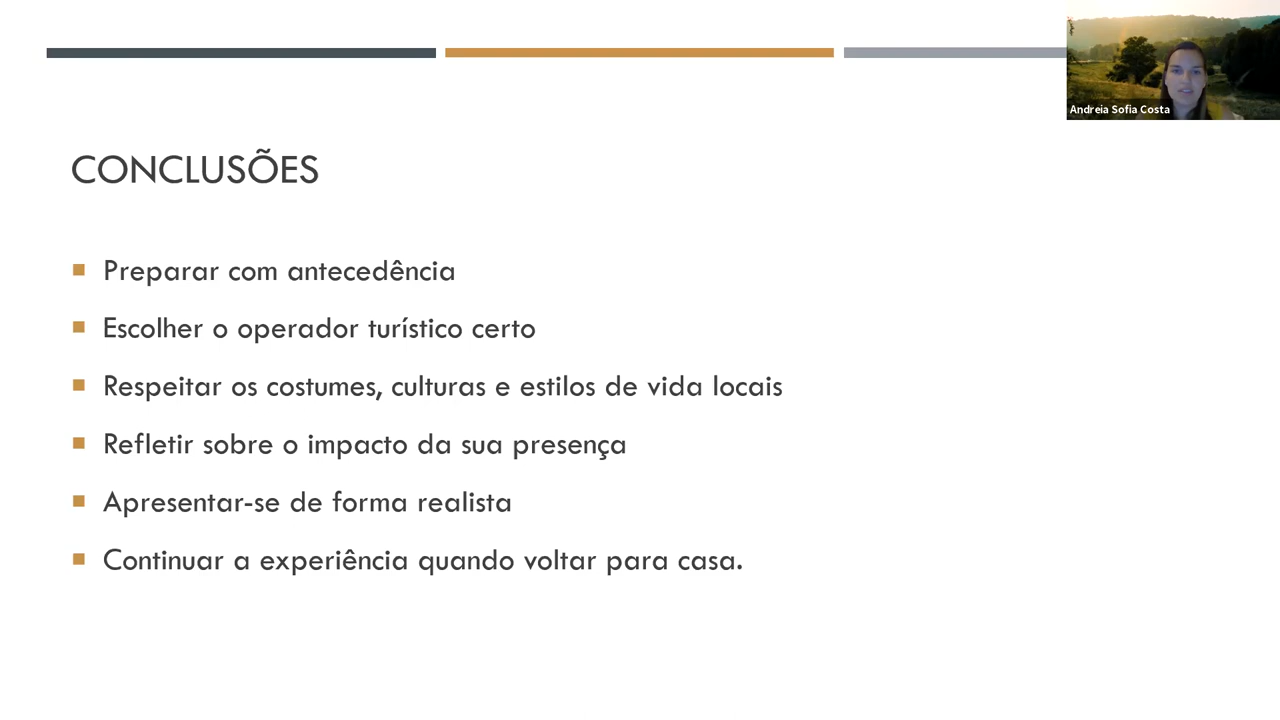 Andreia Sofia Costa
CONCLUSÕES
Preparar com antecedência
Escolher o operador turístico certo
Respeitar os costumes, culturas e estilos de vida locais
Refletir sobre o impacto da sua presença
Apresentar-se de forma realista
Continuar a experiência quando voltar para casa.